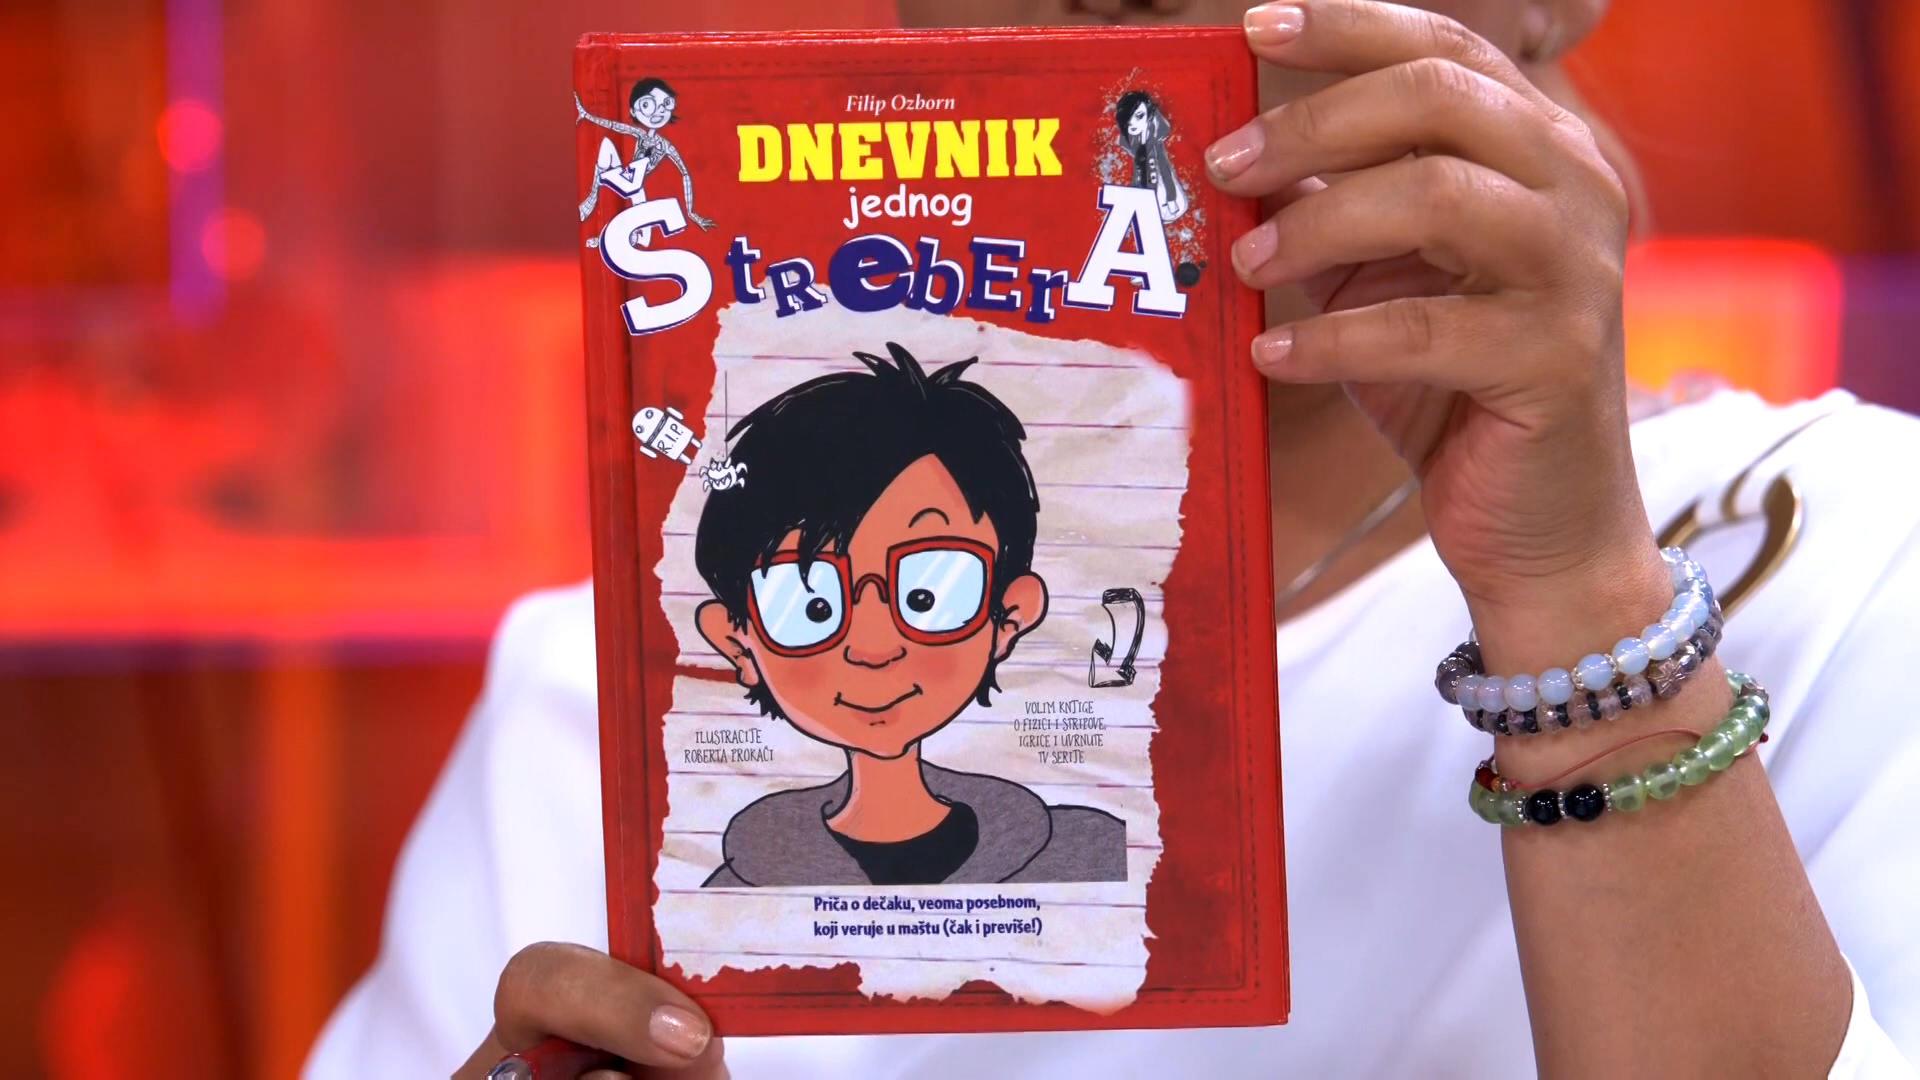 Filip Ozborn
DNEVNIK
jednog
ŠtRebErA
R.I.P.
VOLIM KNJIGE
O FIZICI I STRIPOVE,
IGRICE I UVRNUTE
TV SERIJE
ILUSTRACIJE
ROBERTA PROKAČI
Priča o dečaku, veoma posebnom,
koji veruje u maštu (čak i previše!)